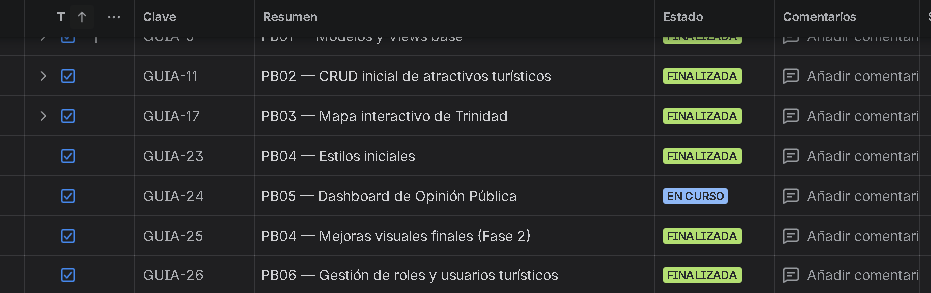 T ↑ ... Clave Resumen Estado Comentarios S
PB01 — Modelos y Views base FINALIZADA Añadir comentari
GUIA-11 PB02 — CRUD inicial de atractivos turísticos FINALIZADA Añadir comentari
GUIA-17 PB03 — Mapa interactivo de Trinidad FINALIZADA Añadir comentari
GUIA-23 PB04 — Estilos iniciales FINALIZADA Añadir comentari
GUIA-24 PB05 — Dashboard de Opinión Pública EN CURSO Añadir comentari
GUIA-25 PB04 — Mejoras visuales finales (Fase 2) FINALIZADA Añadir comentari
GUIA-26 PB06 — Gestión de roles y usuarios turísticos FINALIZADA Añadir comentari